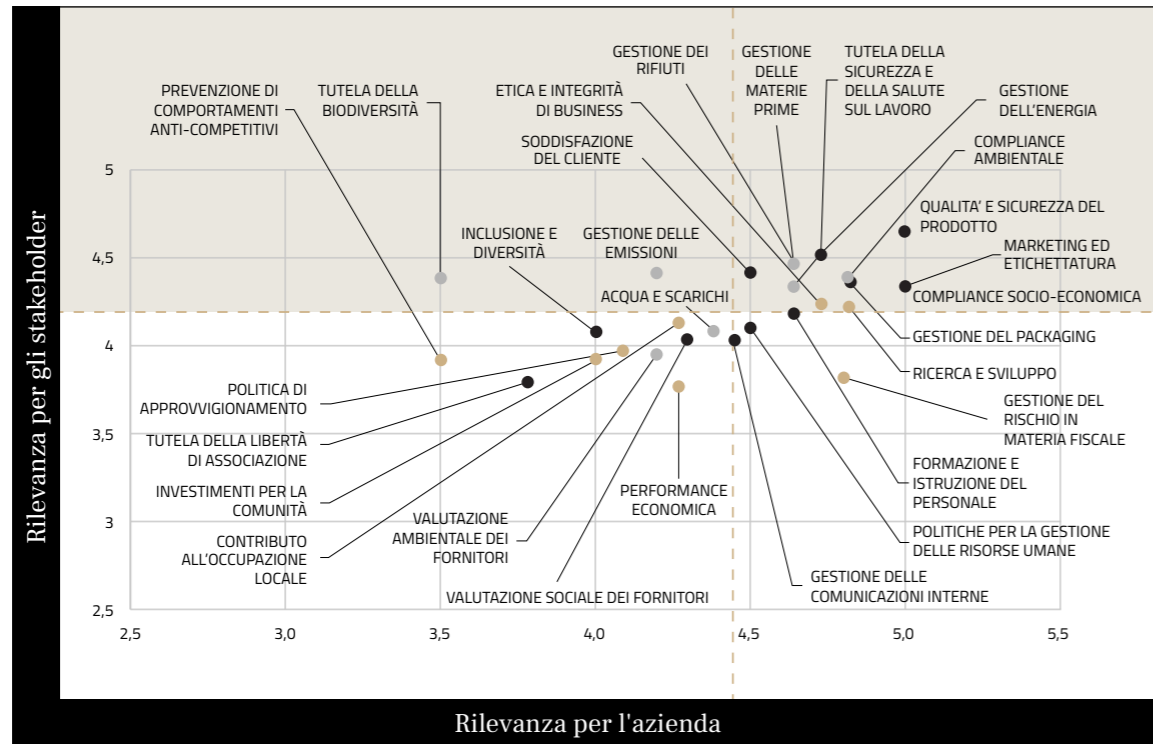 Rilevanza per gli stakeholder
PREVENZIONE DI
COMPORTAMENTI
ANTI-COMPETITIVI
TUTELA DELLA
BIODIVERSITÀ
ETICA E INTEGRITÀ
DI BUSINESS
GESTIONE DEI
RIFIUTI
GESTIONE
DELLE
MATERIE
PRIME
TUTELA DELLA
SICUREZZA E
DELLA SALUTE
SUL LAVORO
GESTIONE
DELL'ENERGIA
SODDISFAZIONE
DEL CLIENTE
COMPLIANCE
AMBIENTALE
INCLUSIONE E
DIVERSITÀ
GESTIONE DELLE
EMISSIONI
QUALITA' E SICUREZZA DEL
PRODOTTO
MARKETING ED
ETICHETTATURA
ACQUA E SCARICHI
COMPLIANCE SOCIO-ECONOMICA
GESTIONE DEL PACKAGING
RICERCA E SVILUPPO
POLITICA DI
APPROVVIGIONAMENTO
GESTIONE DEL
RISCHIO IN
MATERIA FISCALE
TUTELA DELLA LIBERTÀ
DI ASSOCIAZIONE
FORMAZIONE E
ISTRUZIONE DEL
PERSONALE
INVESTIMENTI PER LA
COMUNITÀ
PERFORMANCE
ECONOMICA
VALUTAZIONE
AMBIENTALE DEI
FORNITORI
POLITICHE PER LA GESTIONE
DELLE RISORSE UMANE
CONTRIBUTO
ALL'OCCUPAZIONE
LOCALE
GESTIONE DELLE
COMUNICAZIONI INTERNE
VALUTAZIONE SOCIALE DEI FORNITORI
5
4,5
4
3,5
3
2,5
2,5 3,0 3,5 4,0 4,5 5,0 5,5
Rilevanza per l'azienda